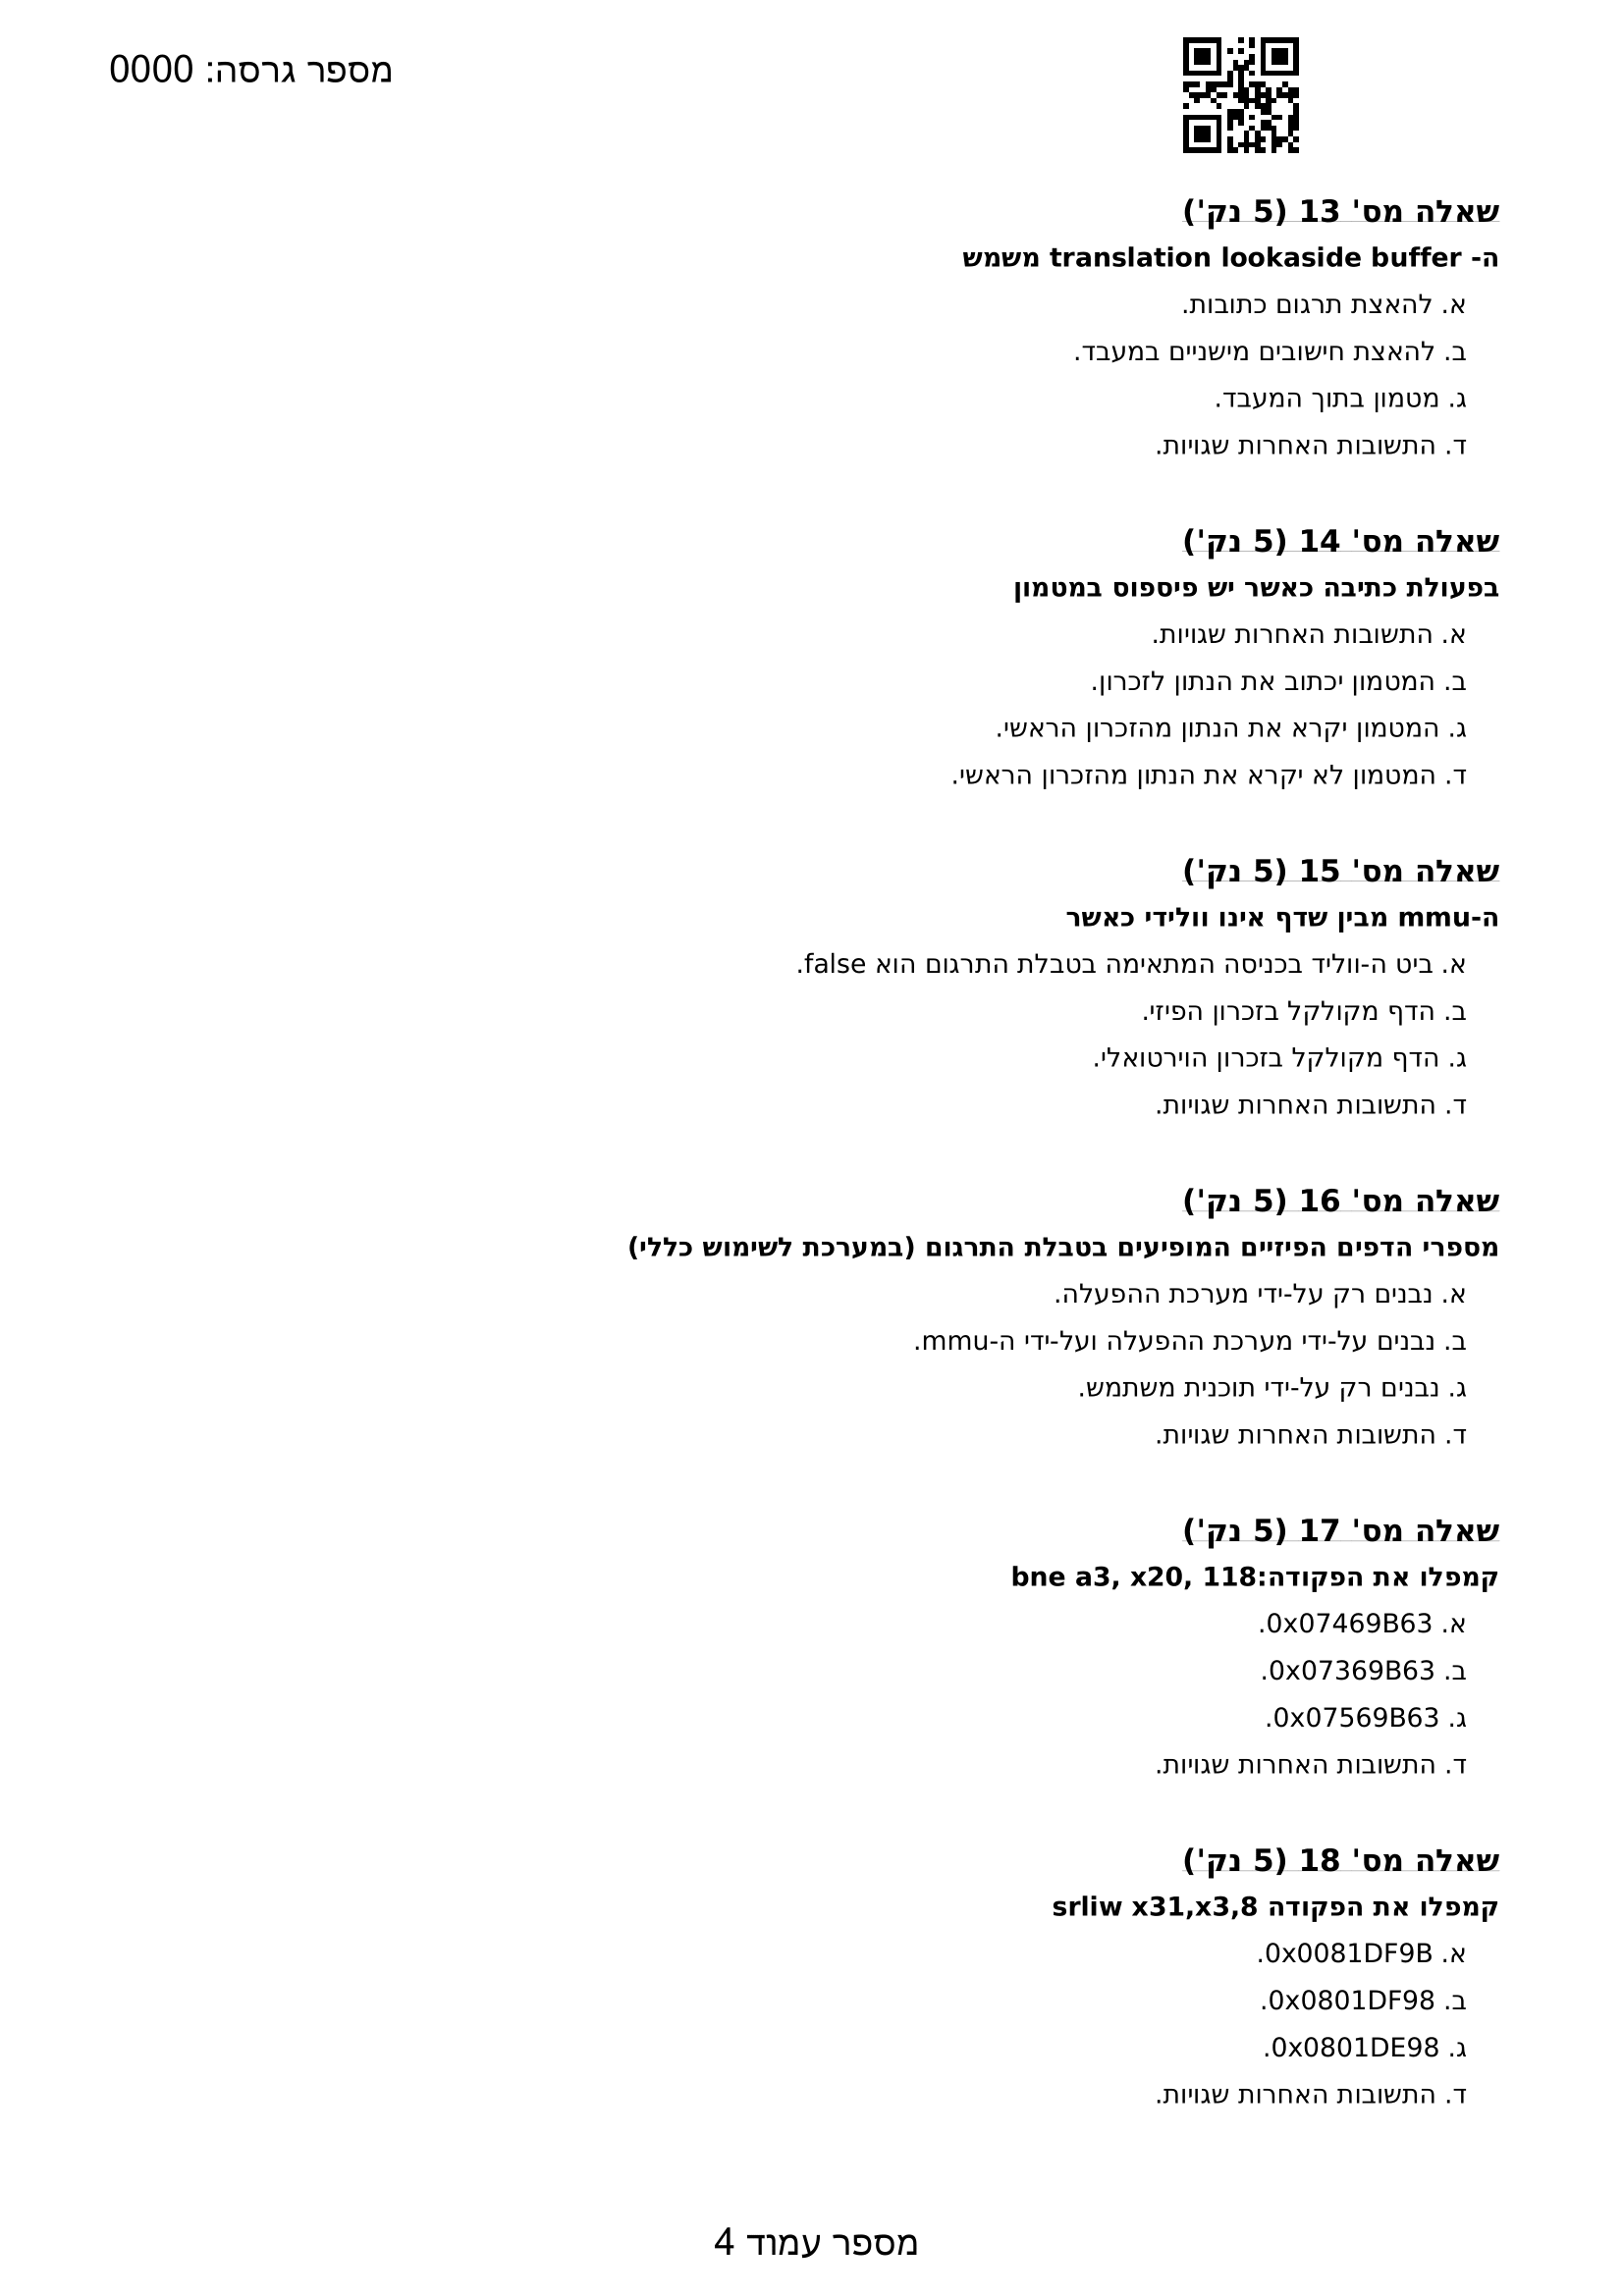 מספר גרסה: 0000
שאלה מס' 13 (5 נק')
ה- translation lookaside buffer משמש
א. להאצת תרגום כתובות.
ב. להאצת חישובים מישניים במעבד.
ג. מטמון בתוך המעבד.
ד. התשובות האחרות שגויות.
שאלה מס' 14 (5 נק')
בפעולת כתיבה כאשר יש פיספוס במטמון
א. התשובות האחרות שגויות.
ב. המטמון יכתוב את הנתון לזכרון.
ג. המטמון יקרא את הנתון מהזכרון הראשי.
ד. המטמון לא יקרא את הנתון מהזכרון הראשי.
שאלה מס' 15 (5 נק')
ה-mmu מבין שדף אינו וולידי כאשר
א. ביט ה-ווליד בכניסה המתאימה בטבלת התרגום הוא false.
ב. הדף מקולקל בזכרון הפיזי.
ג. הדף מקולקל בזכרון הוירטואלי.
ד. התשובות האחרות שגויות.
שאלה מס' 16 (5 נק')
מספרי הדפים הפיזיים המופיעים בטבלת התרגום (במערכת לשימוש כללי)
א. נבנים רק על-ידי מערכת ההפעלה.
ב. נבנים על-ידי מערכת ההפעלה ועל-ידי ה-mmu.
ג. נבנים רק על-ידי תוכנית משתמש.
ד. התשובות האחרות שגויות.
שאלה מס' 17 (5 נק')
קמפלו את הפקודה:bne a3, x20, 118
א. 0x07469B63.
ב. 0x07369B63.
ג. 0x07569B63.
ד. התשובות האחרות שגויות.
שאלה מס' 18 (5 נק')
קמפלו את הפקודה srliw x31,x3,8
א. 0x0081DF9B.
ב. 0x0801DF98.
ג. 0x0801DE98.
ד. התשובות האחרות שגויות.
מספר עמוד 4